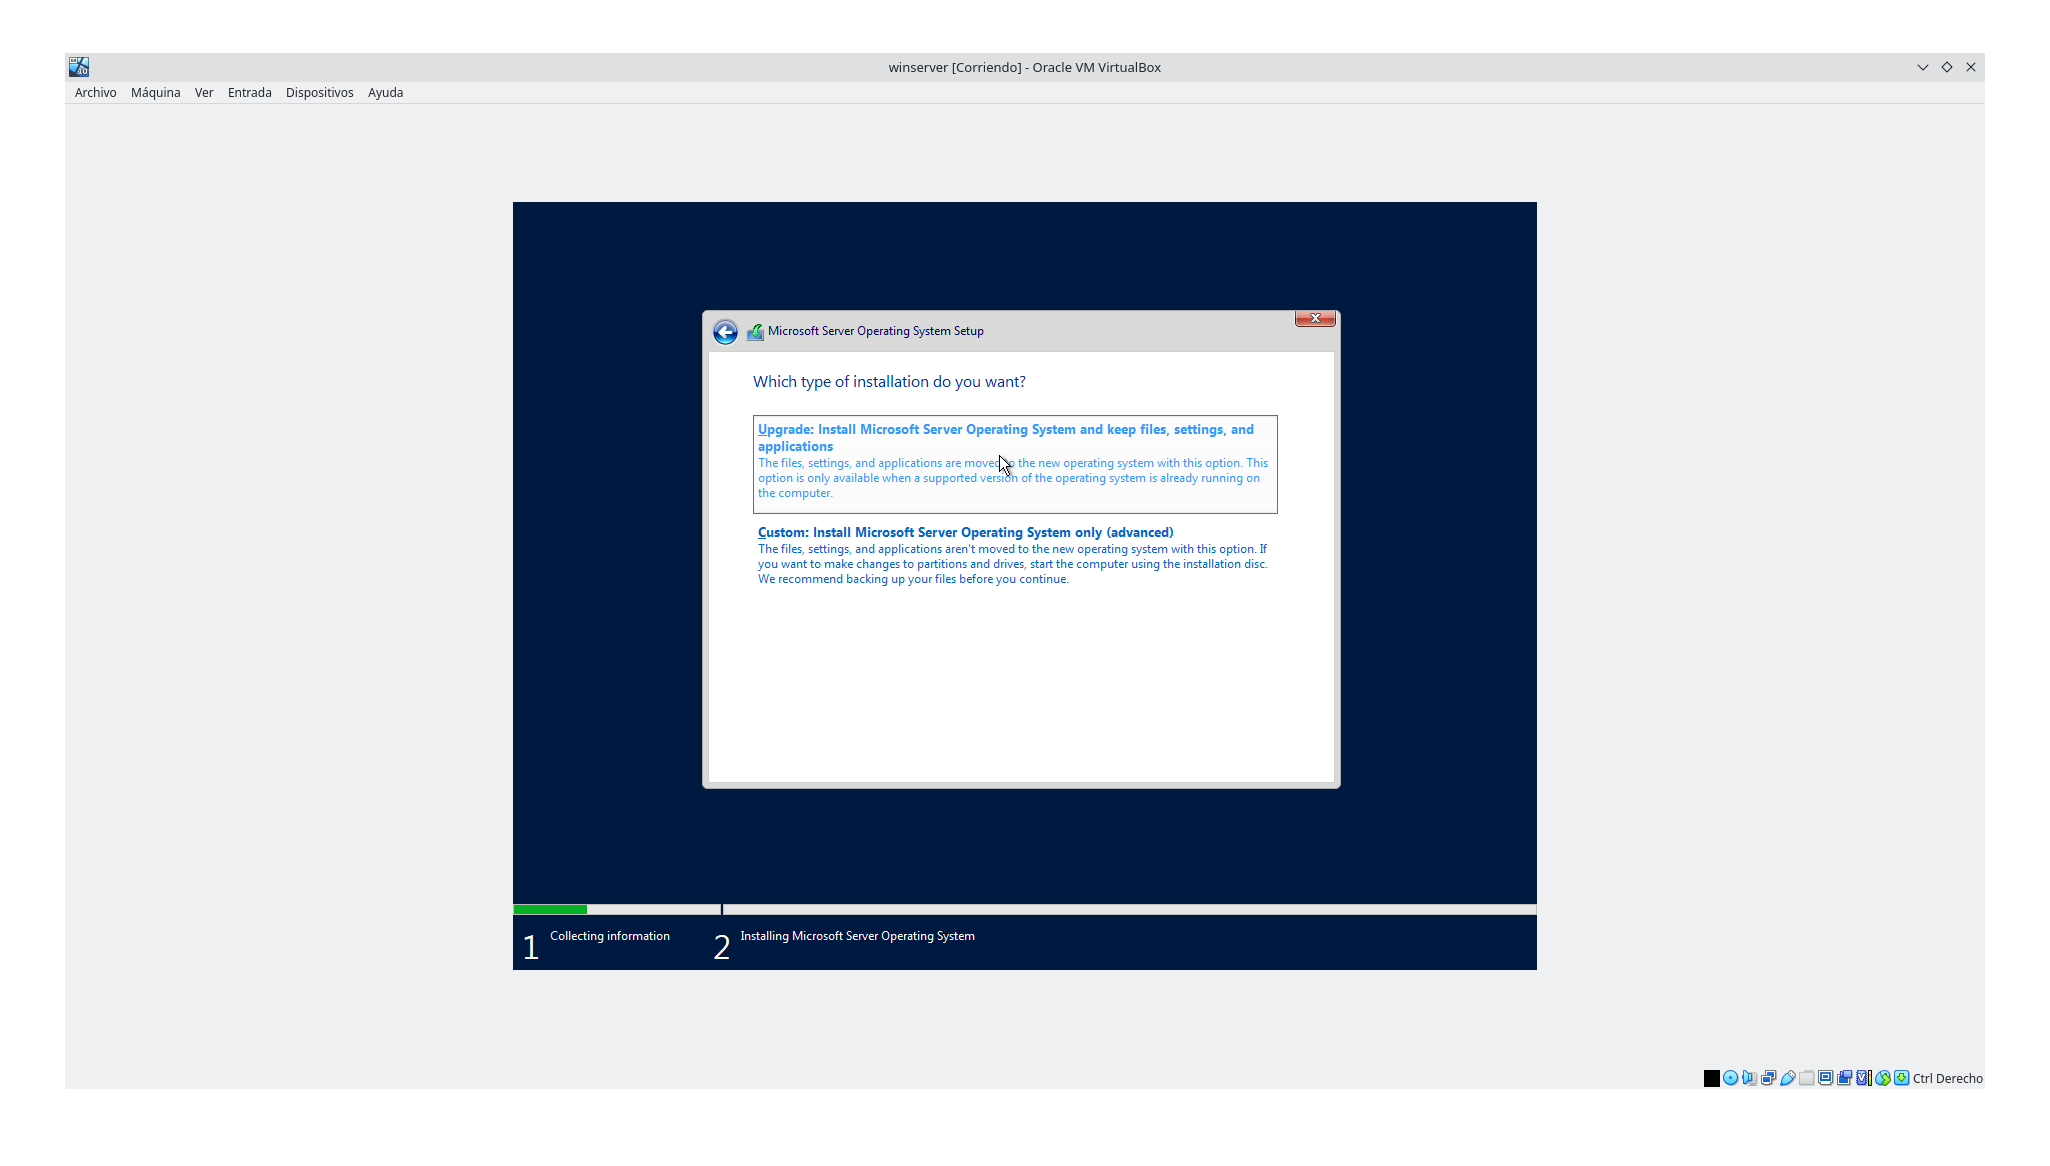 winserver [Corriendo] - Oracle VM VirtualBox
Archivo Máquina Ver Entrada Dispositivos Ayuda
Microsoft Server Operating System Setup
Which type of installation do you want?
Upgrade: Install Microsoft Server Operating System and keep files, settings, and
applications
The files, settings, and applications are moved to the new operating system with this option. This
option is only available when a supported version of the operating system is already running on
the computer.
Custom: Install Microsoft Server Operating System only (advanced)
The files, settings, and applications aren't moved to the new operating system with this option. If
you want to make changes to partitions and drives, start the computer using the installation disc.
We recommend backing up your files before you continue.
1 Collecting information 2 Installing Microsoft Server Operating System
Ctrl Derecho